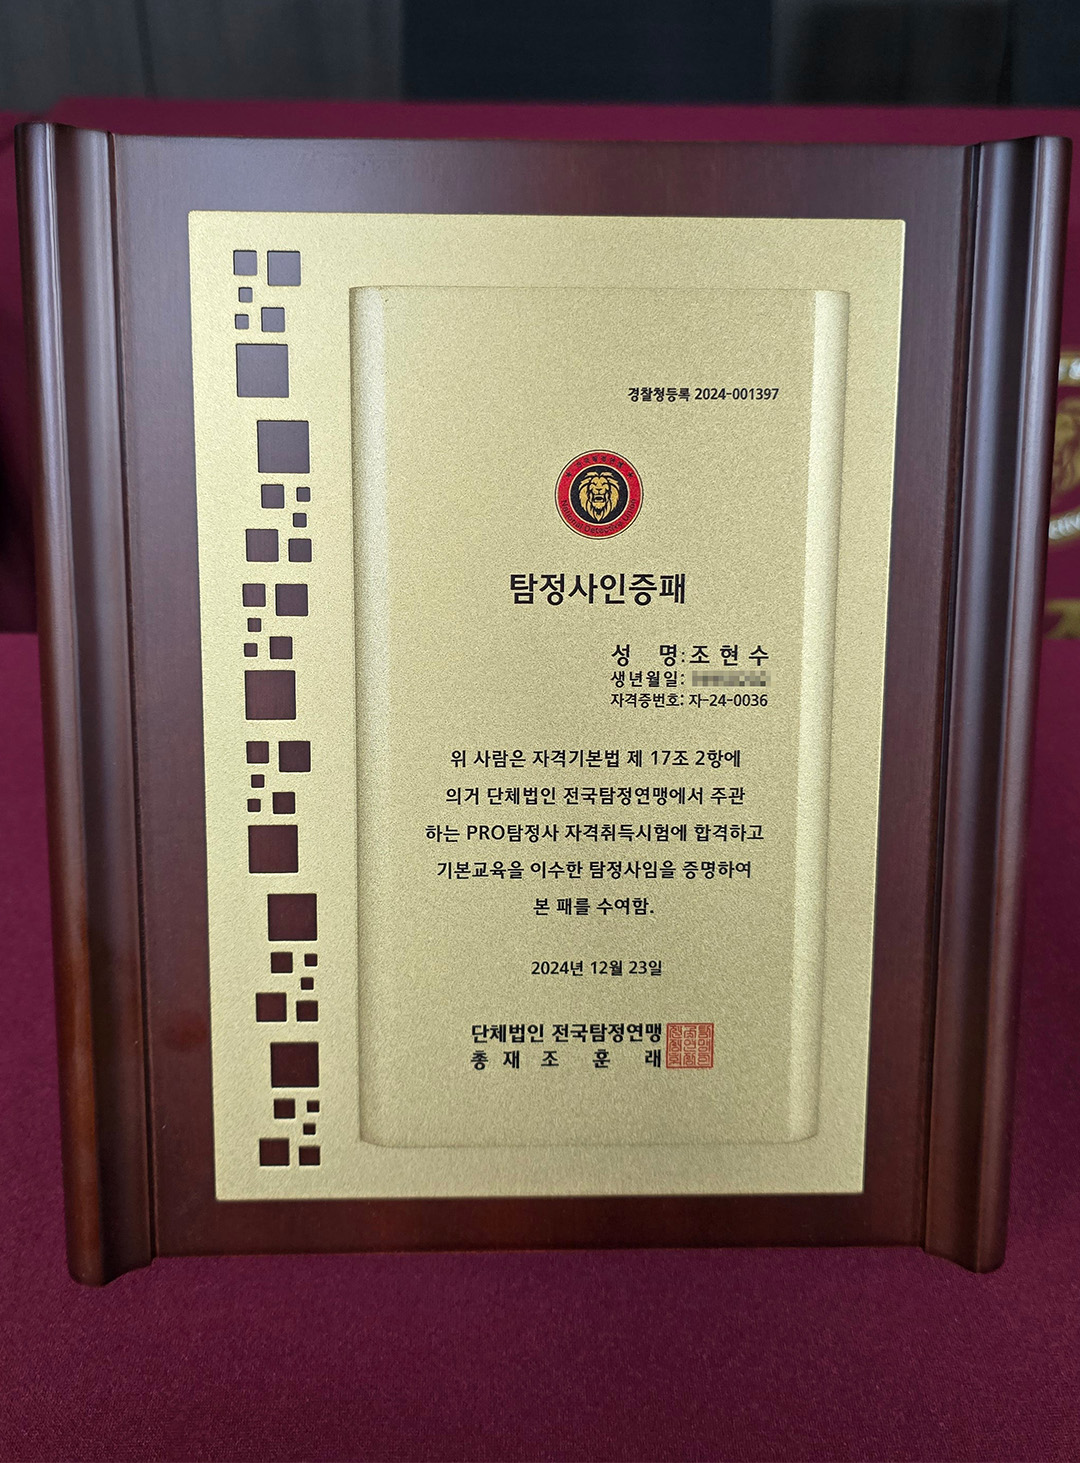 경찰청등록 2024-001397
탐정사인증패
성 명:조 현 수
생년월일:
자격증번호: 자-24-0036
위 사람은 자격기본법 제 17조 2항에
의거 단체법인 전국탐정연맹에서 주관
하는 PRO탐정사 자격취득시험에 합격하고
기본교육을 이수한 탐정사임을 증명하여
본 패를 수여함.
2024년 12월 23일
단체법인 전국탐정연맹
총 재 조 훈 래